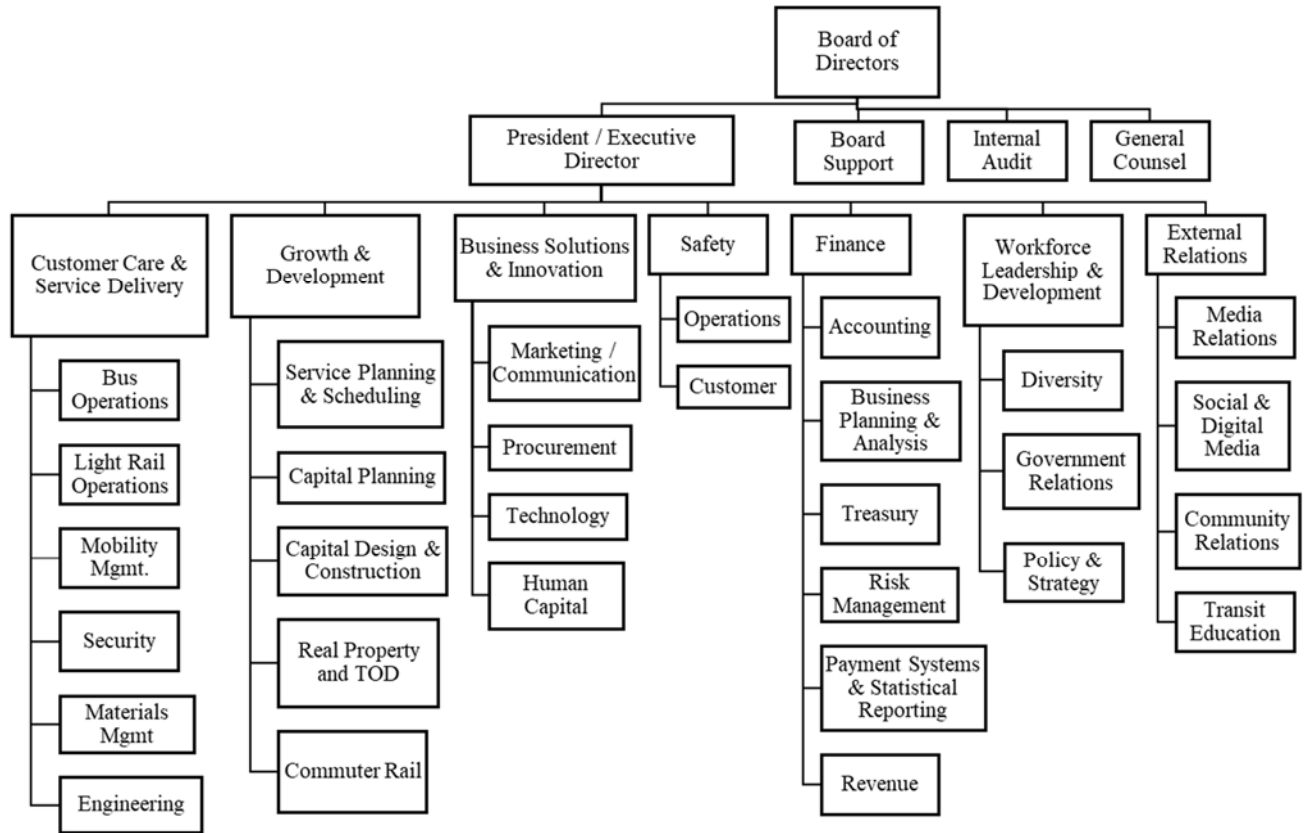 Board of
Directors
President / Executive
Director
Board
Support
Internal
Audit
General
Counsel
Customer Care &
Service Delivery
Bus
Operations
Light Rail
Operations
Mobility
Mgmt.
Security
Materials
Mgmt
Engineering
Growth &
Development
Service Planning
& Scheduling
Capital Planning
Capital Design &
Construction
Real Property
and TOD
Commuter Rail
Business Solutions
& Innovation
Marketing /
Communication
Procurement
Technology
Human
Capital
Safety
Operations
Customer
Finance
Accounting
Business
Planning &
Analysis
Treasury
Risk
Management
Payment Systems
& Statistical
Reporting
Revenue
Workforce
Leadership &
Development
Diversity
Government
Relations
Policy &
Strategy
External
Relations
Media
Relations
Social &
Digital
Media
Community
Relations
Transit
Education